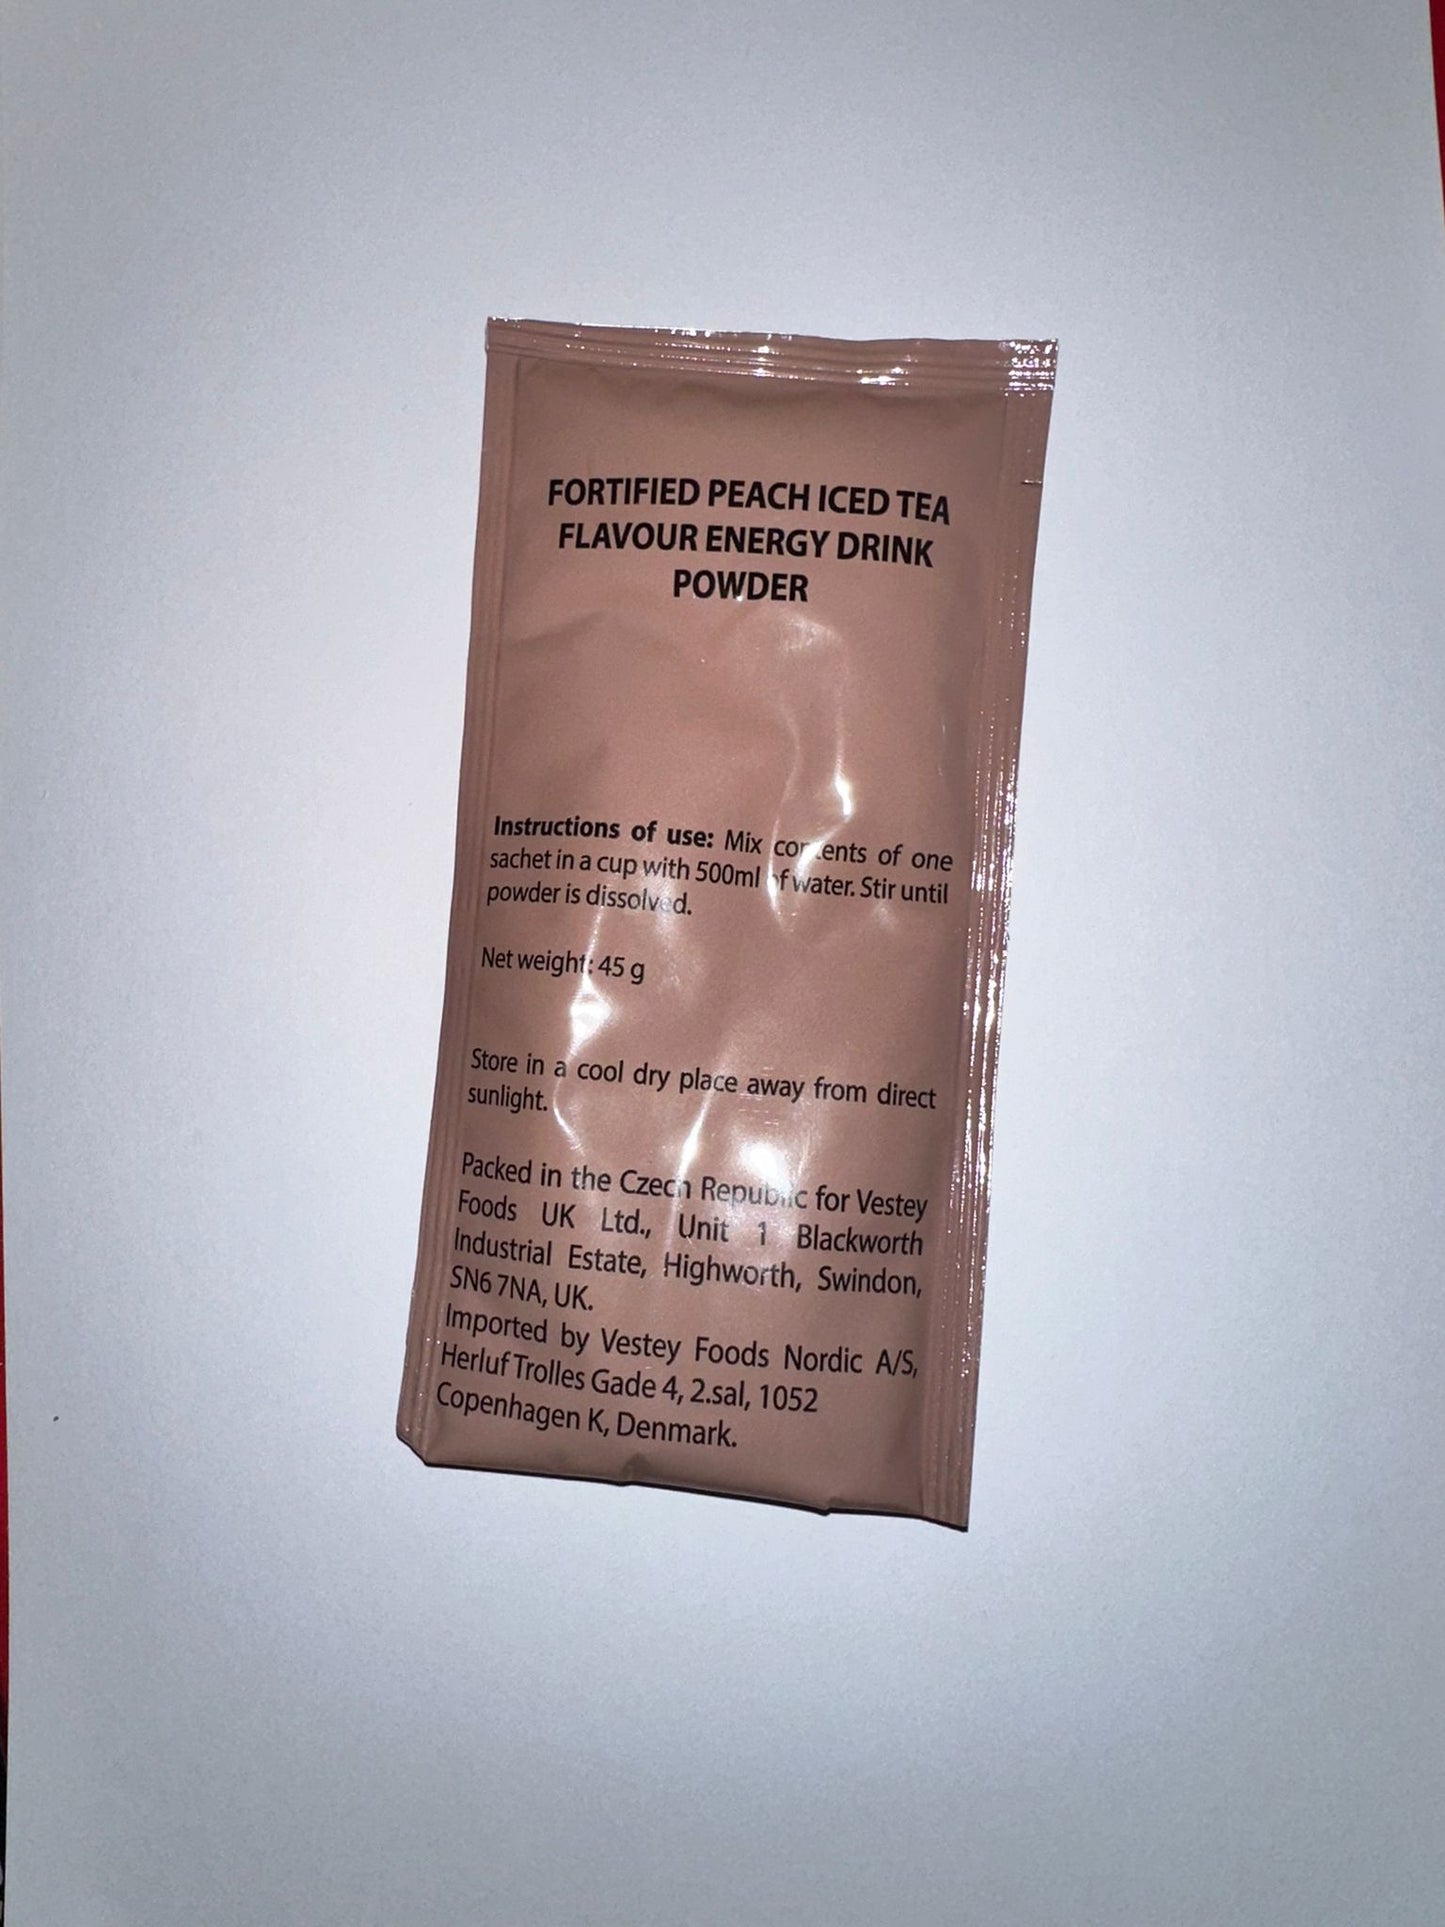 FORTIFIED PEACH ICED TEA
FLAVOUR ENERGY DRINK
POWDER
Instructions of use: Mix contents of one
sachet in a cup with 500ml of water. Stir until
powder is dissolved.
Net weight: 45 g
Store in a cool dry place away from direct
sunlight.
Packed in the Czech Republic for Vestey
Foods UK Ltd., Unit 1 Blackworth
Industrial Estate, Highworth, Swindon,
SN6 7NA, UK.
Imported by Vestey Foods Nordic A/S,
Herluf Trolles Gade 4, 2.sal, 1052
Copenhagen K, Denmark.